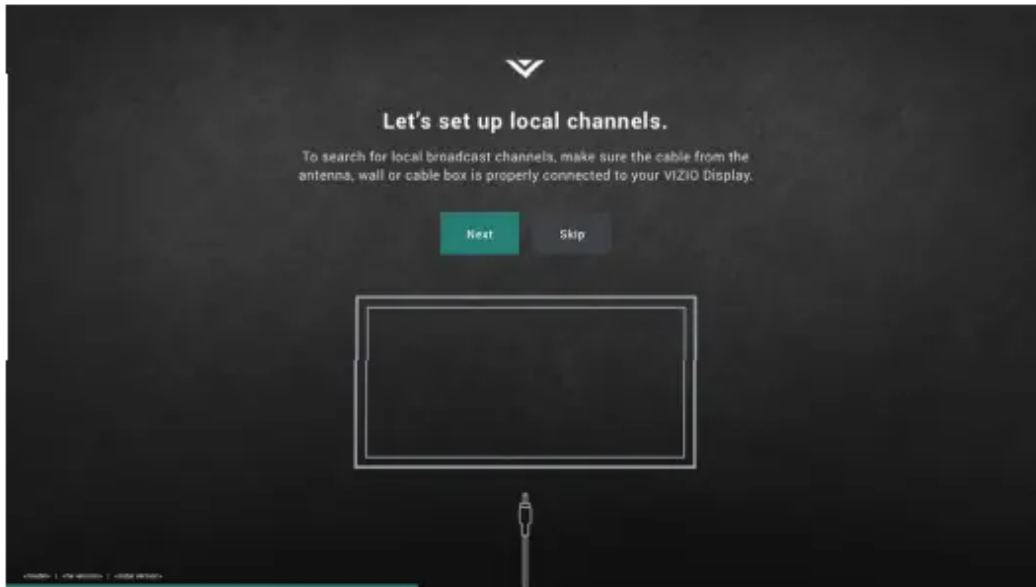 Let's set up local channels.
To search for local broadcast channels, make sure the cable from the
antenna, wall or cable box is properly connected to your VIZIO Display.
Next
Skip